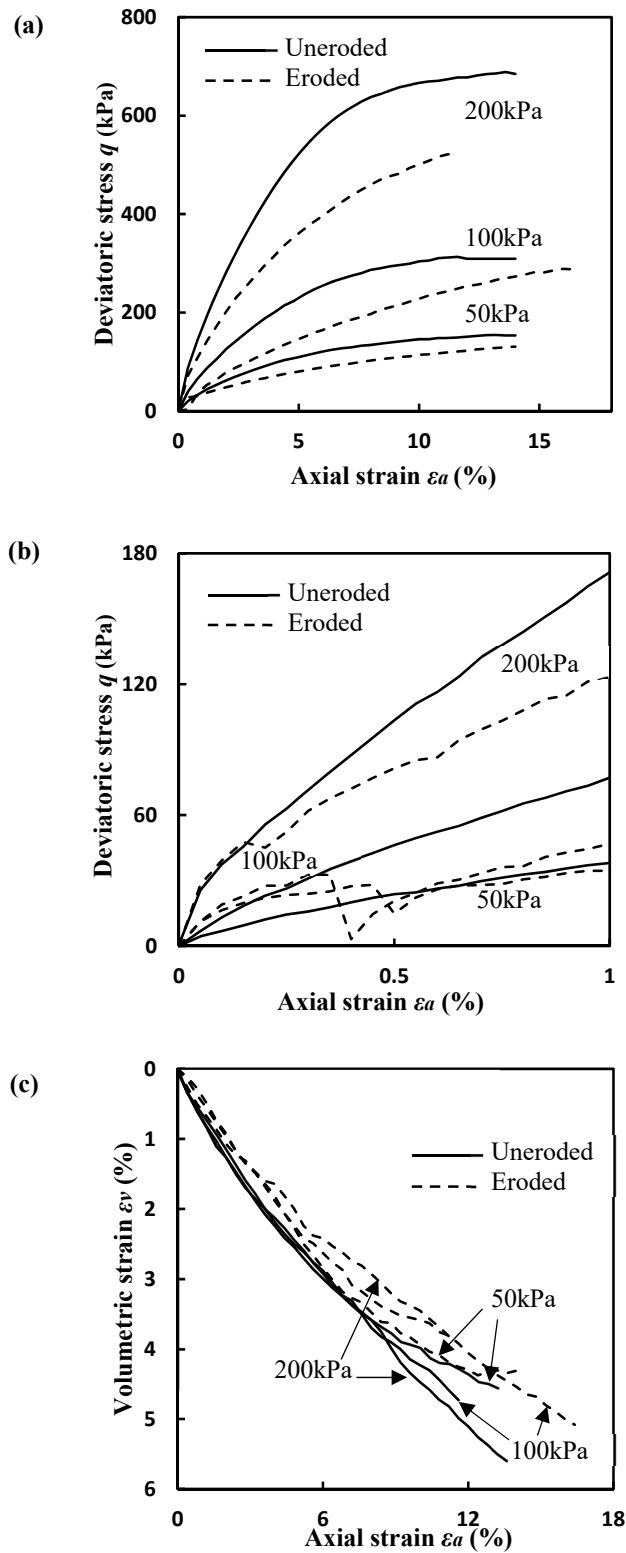 (a)
800
600
400
200
0
Deviatoric stress q (kPa)
Uneroded
Eroded
200kPa
100kPa
50kPa
0 5 10 15
Axial strain εa (%)
(b)
180
120
60
0
Deviatoric stress q (kPa)
Uneroded
Eroded
200kPa
100kPa
50kPa
0 0.5 1
Axial strain εa (%)
(c)
0
1
2
3
4
5
6
Volumetric strain εv (%)
Uneroded
Eroded
50kPa
200kPa
100kPa
0 6 12 18
Axial strain εa (%)